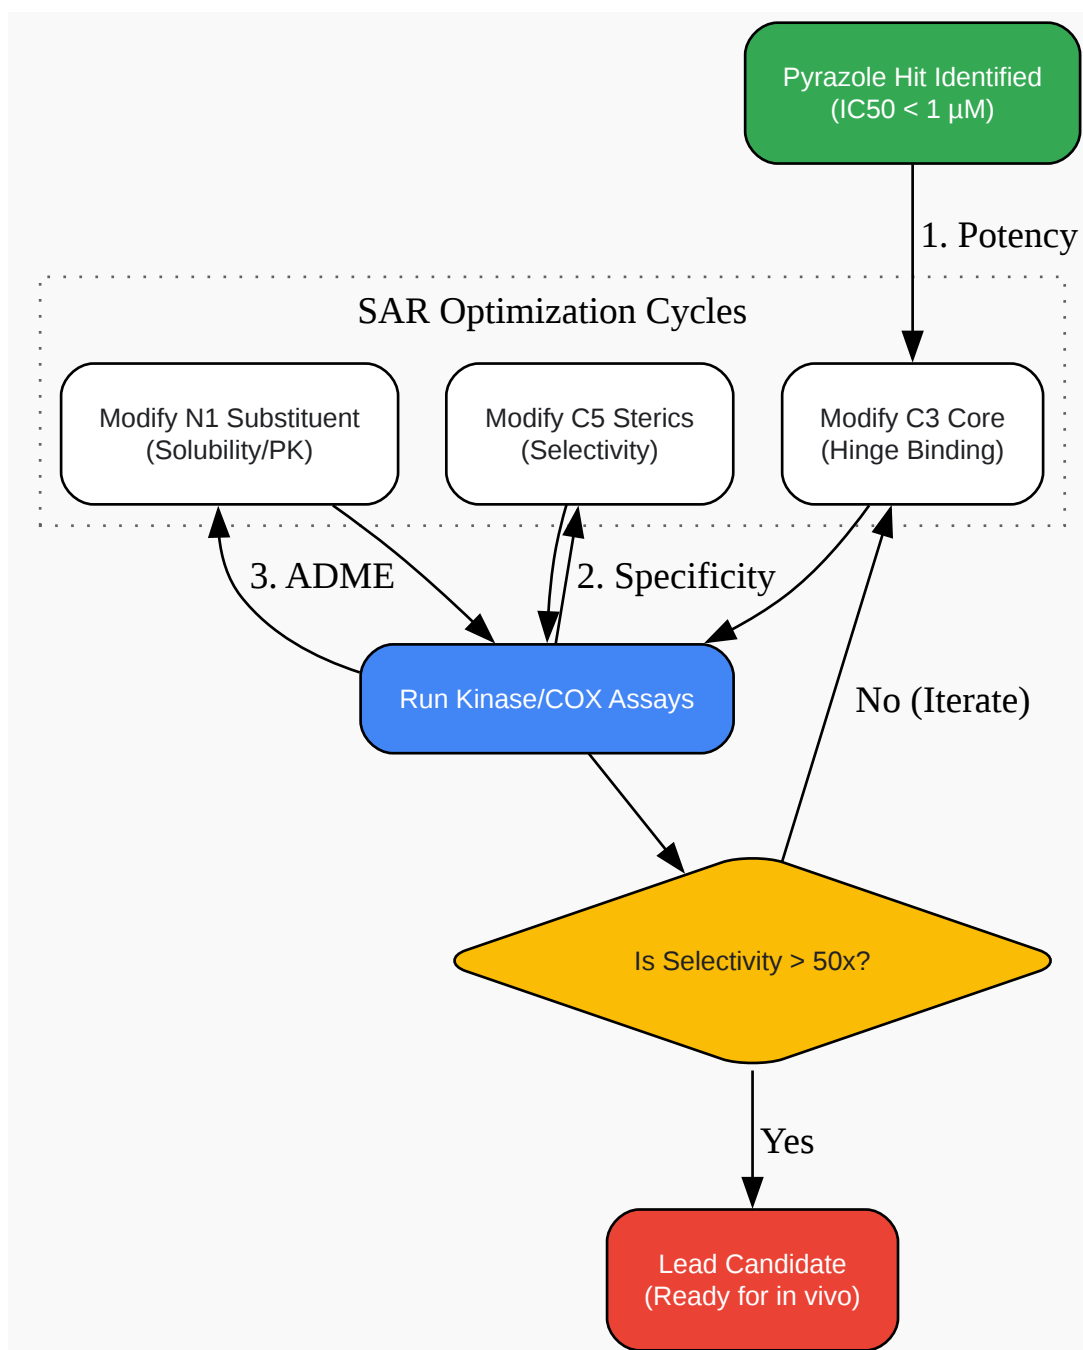 Pyrazole Hit Identified
(IC50 < 1 µM)
1. Potency
SAR Optimization Cycles
Modify N1 Substituent
(Solubility/PK)
Modify C5 Sterics
(Selectivity)
Modify C3 Core
(Hinge Binding)
3. ADME
2. Specificity
Run Kinase/COX Assays
No (Iterate)
Is Selectivity > 50x?
Yes
Lead Candidate
(Ready for in vivo)